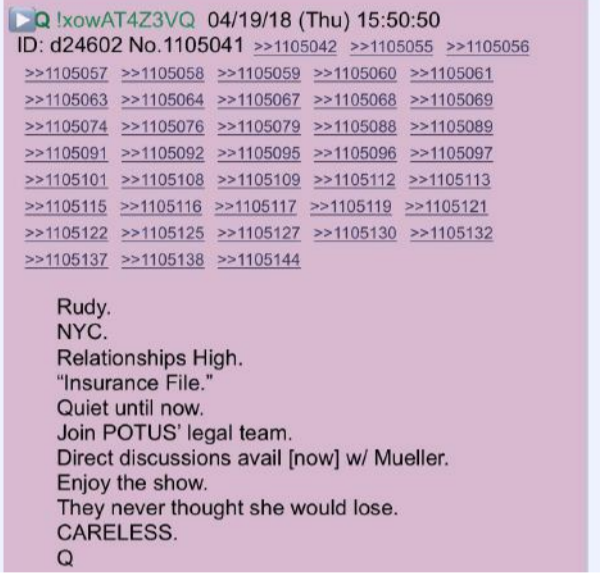 Q !xowAT4Z3VQ 04/19/18 (Thu) 15:50:50
ID: d24602 No.1105041 >>1105042 >>1105055 >>1105056
>>1105057 >>1105058 >>1105059 >>1105060 >>1105061
>>1105063 >>1105064 >>1105067 >>1105068 >>1105069
>>1105074 >>1105076 >>1105079 >>1105088 >>1105089
>>1105091 >>1105092 >>1105095 >>1105096 >>1105097
>>1105101 >>1105108 >>1105109 >>1105112 >>1105113
>>1105115 >>1105116 >>1105117 >>1105119 >>1105121
>>1105122 >>1105125 >>1105127 >>1105130 >>1105132
>>1105137 >>1105138 >>1105144
Rudy.
NYC.
Relationships High.
“Insurance File.”
Quiet until now.
Join POTUS’ legal team.
Direct discussions avail [now] w/ Mueller.
Enjoy the show.
They never thought she would lose.
CARELESS.
Q